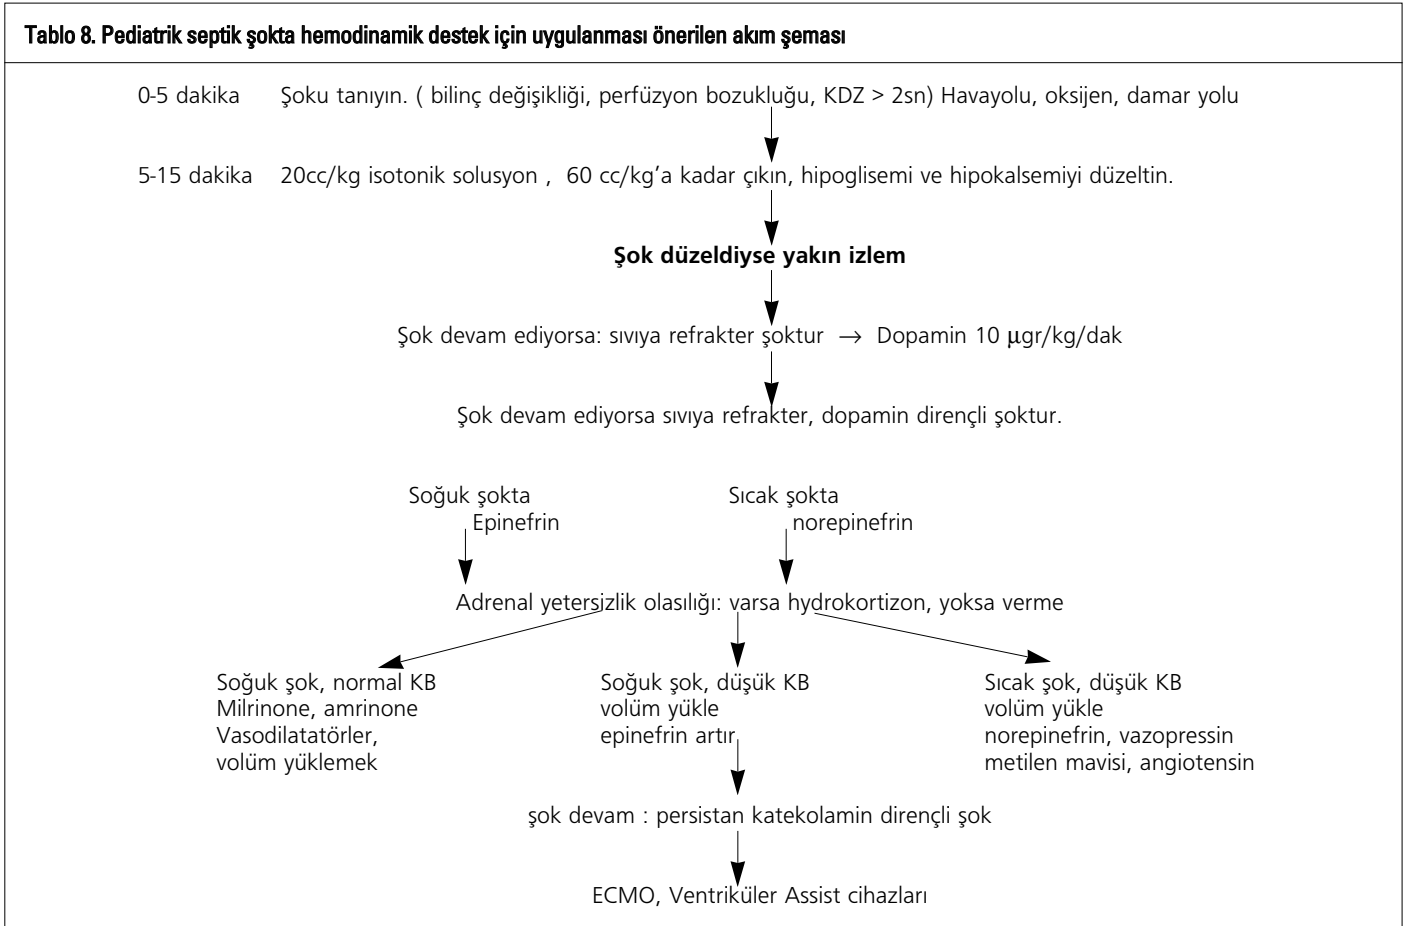 Tablo 8. Pediatrik septik şokta hemodinamik destek için uygulanması önerilen akım şeması
0-5 dakika Şoku tanıyın. ( bilinç değişikliği, perfüzyon bozukluğu, KDZ > 2sn) Havayolu, oksijen, damar yolu
5-15 dakika 20cc/kg isotonik solusyon , 60 cc/kg'a kadar çıkın, hipoglisemi ve hipokalsemiyi düzeltin.
Şok düzeldiyse yakın izlem
Şok devam ediyorsa: sıvıya refrakter şoktur → Dopamin 10 µgr/kg/dak
Şok devam ediyorsa sıvıya refrakter, dopamin dirençli şoktur.
Soğuk şokta
Epinefrin
Sıcak şokta
norepinefrin
Adrenal yetersizlik olasılığı: varsa hydrokortizon, yoksa verme
Soğuk şok, normal KB
Milrinone, amrinone
Vasodilatatörler,
volüm yüklemek
Soğuk şok, düşük KB
volüm yükle
epinefrin artır
Sıcak şok, düşük KB
volüm yükle
norepinefrin, vazopressin
metilen mavisi, angiotensin
şok devam : persistan katekolamin dirençli şok
ECMO, Ventriküler Assist cihazları